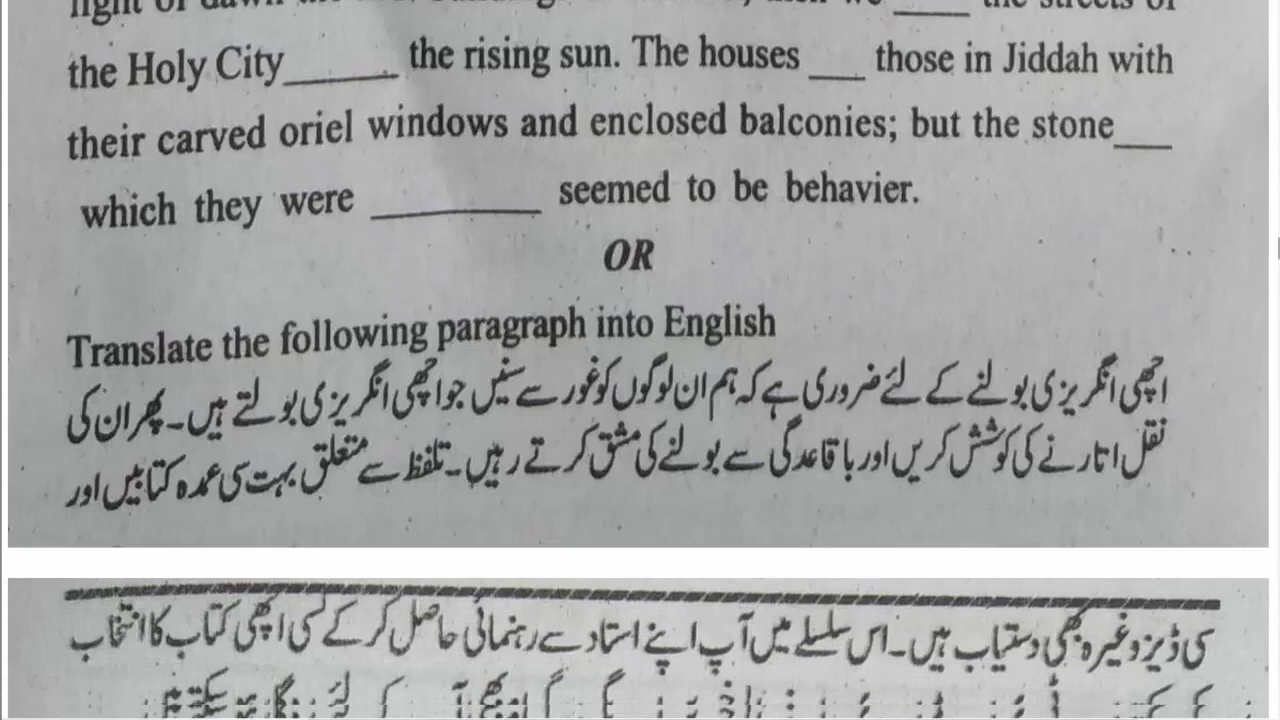 the Holy City______ the rising sun. The houses ___ those in Jiddah with
their carved oriel windows and enclosed balconies; but the stone___
which they were _________ seemed to be behavier.
OR
Translate the following paragraph into English
اچھی انگریزی بولنے کے لئے ضروری ہے کہ ہم ان لوگوں کو غور سے سنیں جو اچھی انگریزی بولتے ہیں۔ پھر ان کی
نقل اتارنے کی کوشش کریں اور باقاعدگی سے بولنے کی مشق کرتے رہیں۔ تلفظ سے متعلق بہت سی عمدہ کتابیں اور
سی ڈیز وغیرہ بھی دستیاب ہیں۔ اس سلسلے میں آپ اپنے استاد سے رہنمائی حاصل کر کے کسی اچھی کتاب کا انتخاب